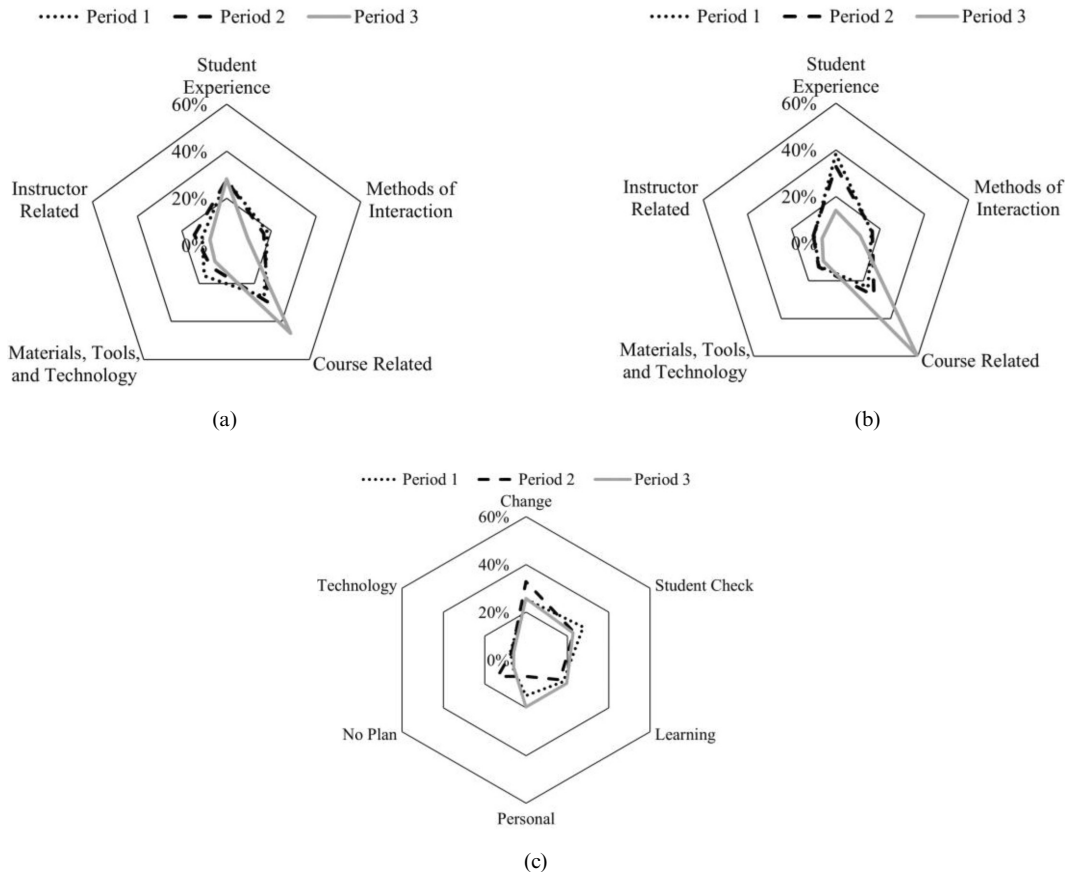 Period 1 Period 2 Period 3
Student
Experience
60%
40%
20%
0%
Methods of
Interaction
Course Related
Materials, Tools,
and Technology
Instructor
Related
(a)
Period 1 Period 2 Period 3
Student
Experience
60%
40%
20%
0%
Methods of
Interaction
Course Related
Materials, Tools,
and Technology
Instructor
Related
(b)
Period 1 Period 2 Period 3
Change
60%
40%
20%
0%
Student Check
Learning
Personal
No Plan
Technology
(c)